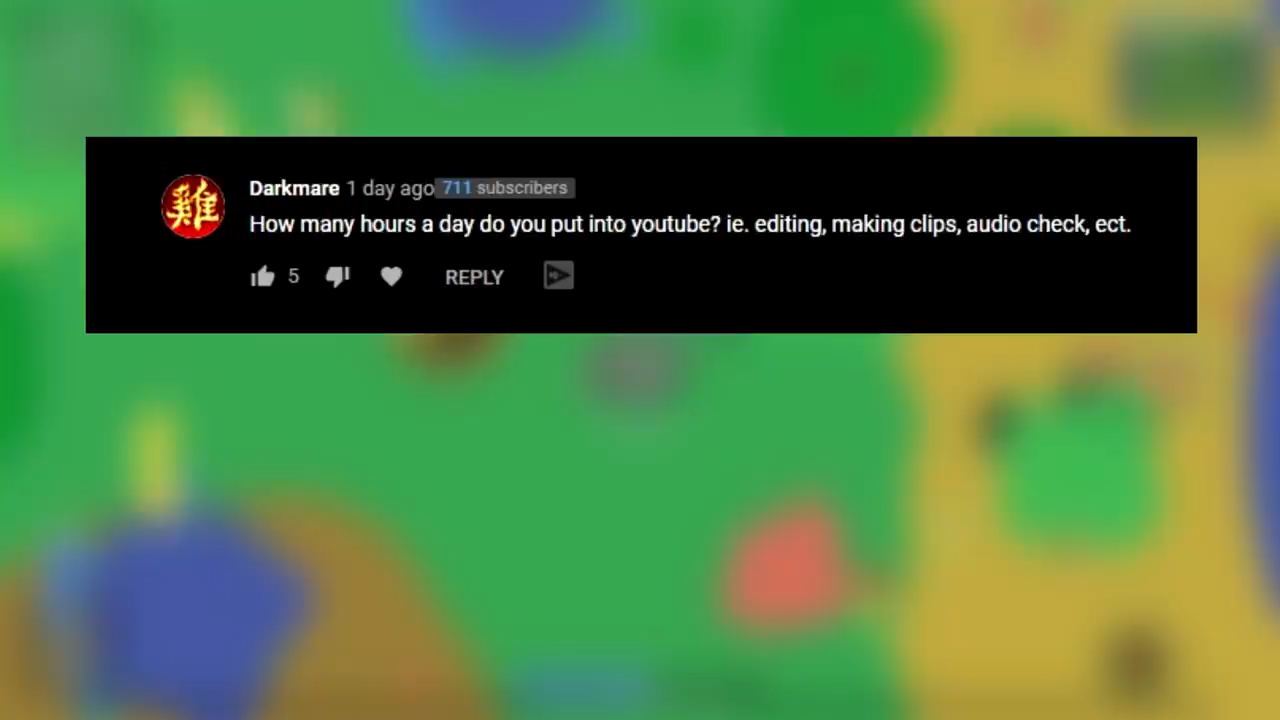 雞
Darkmare 1 day ago 711 subscribers
How many hours a day do you put into youtube? ie. editing, making clips, audio check, ect.
5 REPLY